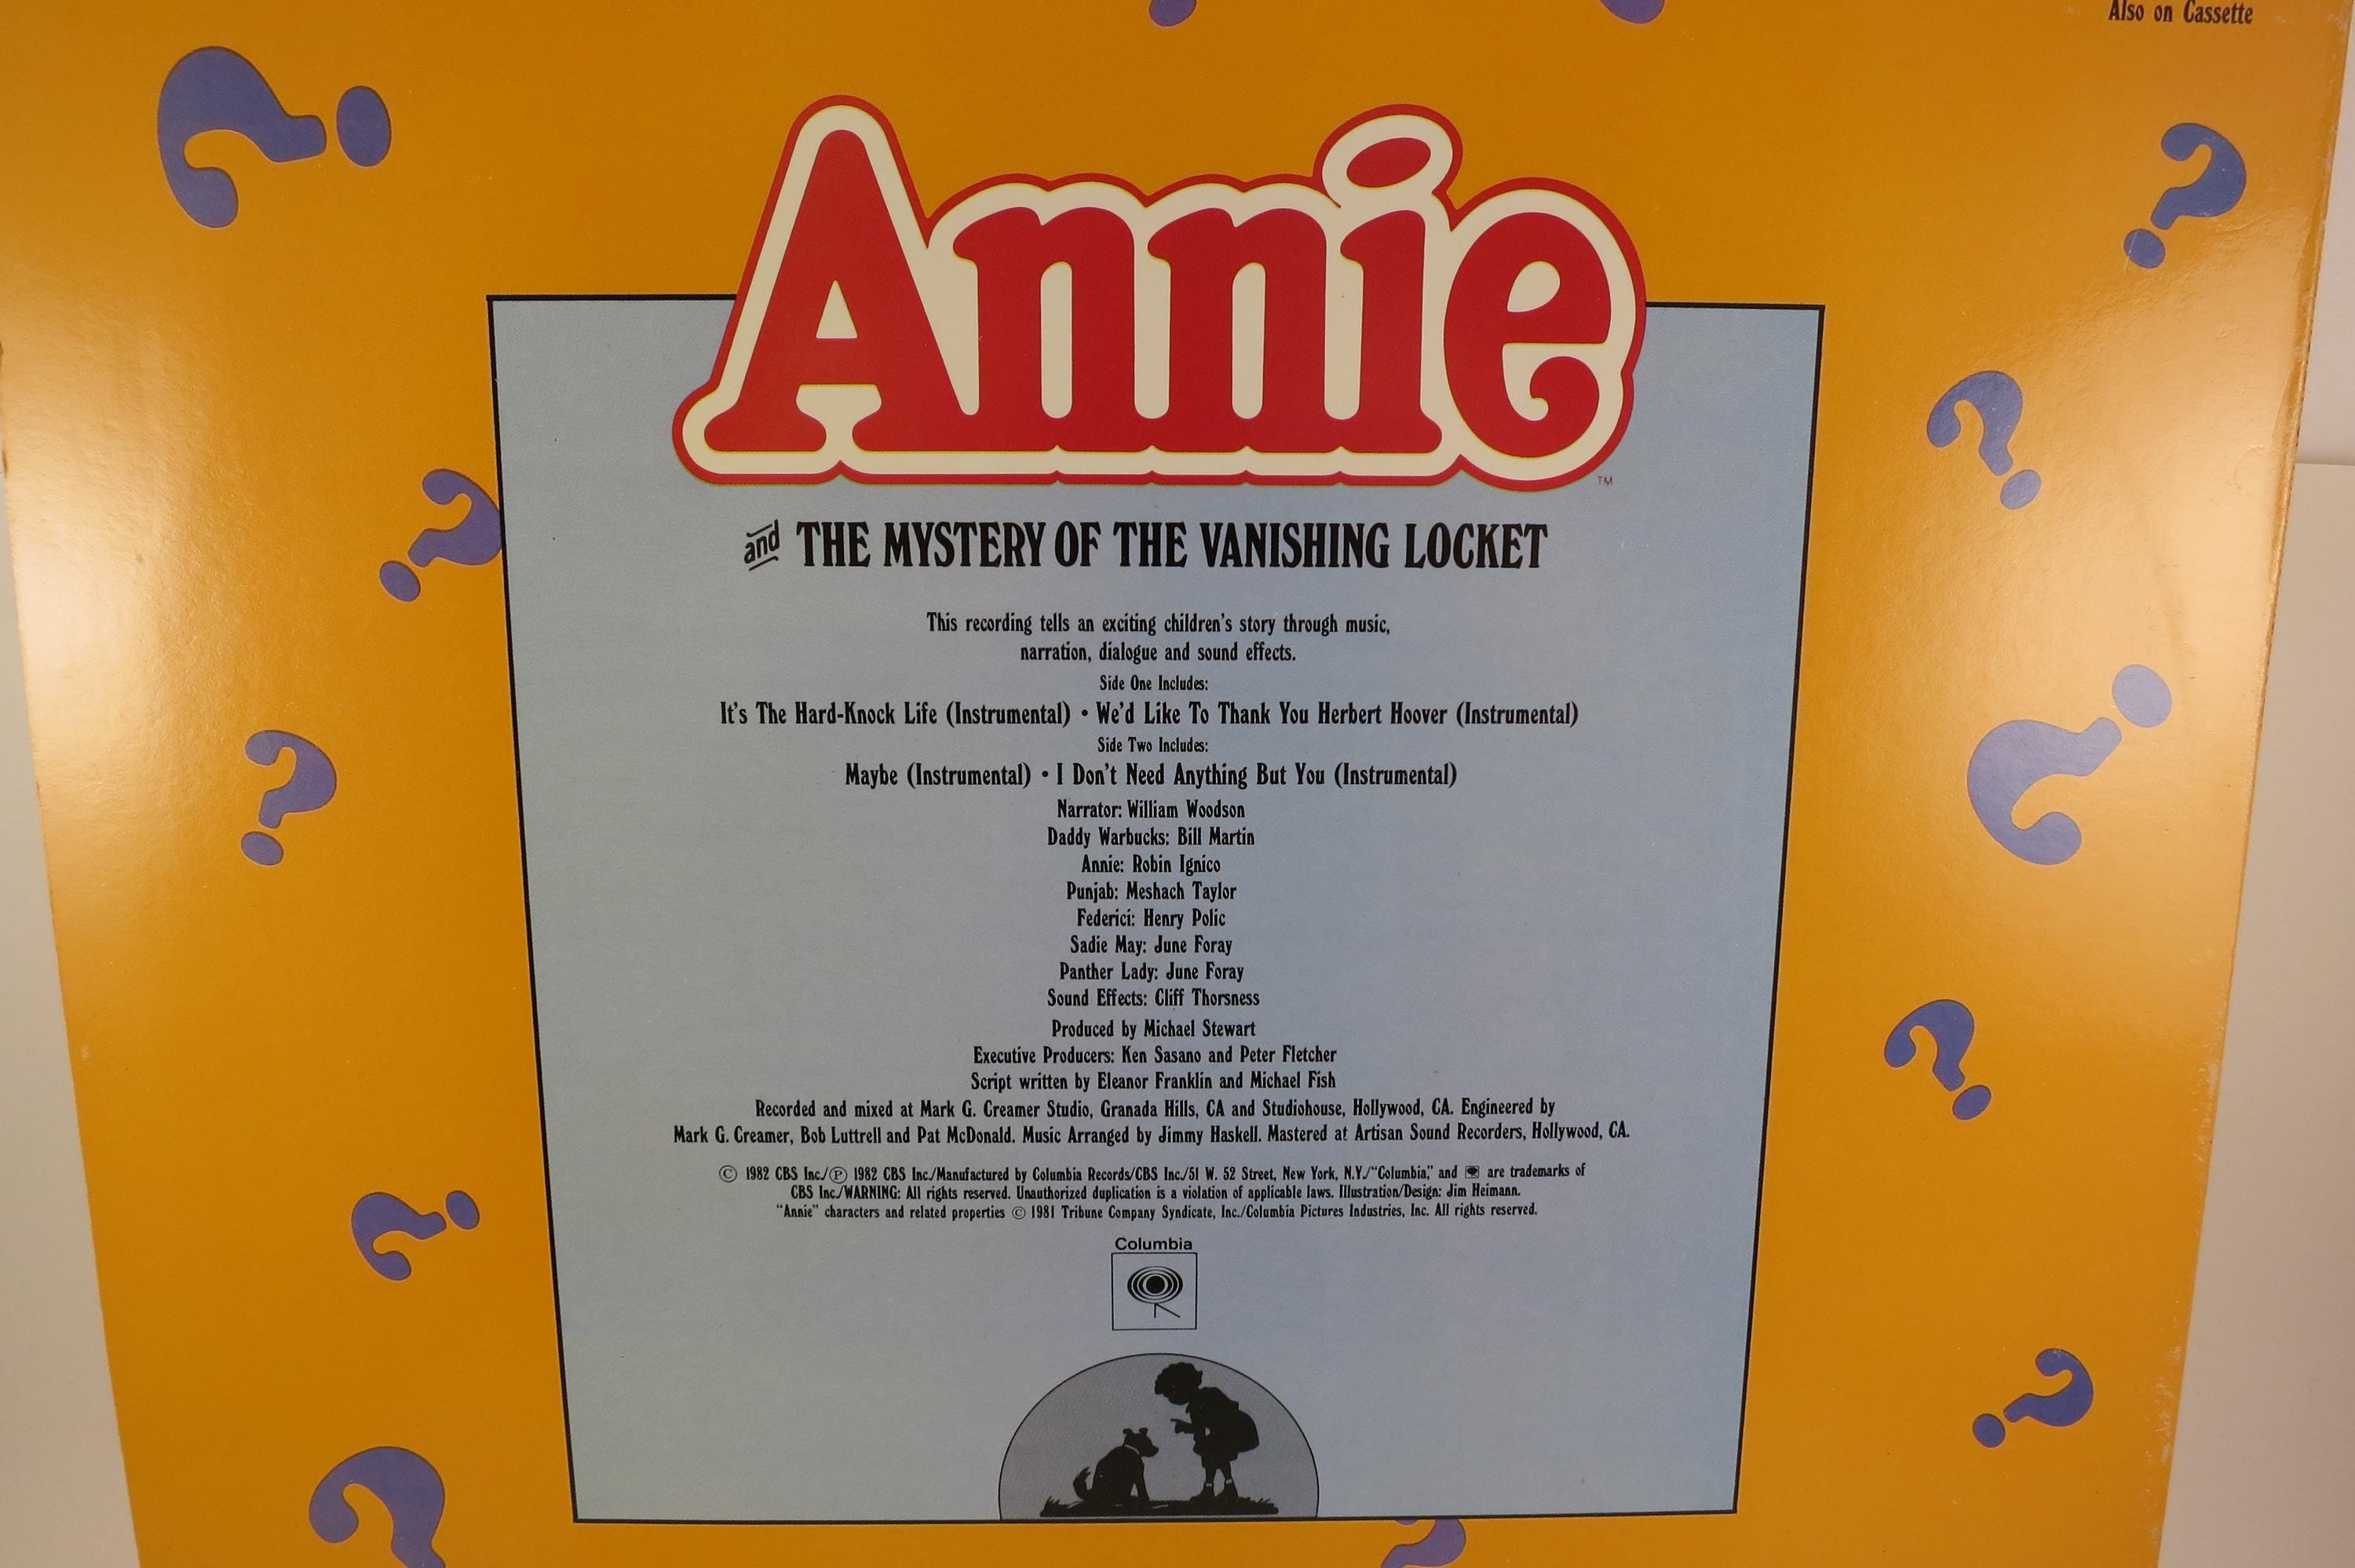 Also on Cassette
Annie
TM
and THE MYSTERY OF THE VANISHING LOCKET
This recording tells an exciting children's story through music,
narration, dialogue and sound effects.
Side One Includes:
It's The Hard-Knock Life (Instrumental) • We'd Like To Thank You Herbert Hoover (Instrumental)
Side Two Includes:
Maybe (Instrumental) • I Don't Need Anything But You (Instrumental)
Narrator: William Woodson
Daddy Warbucks: Bill Martin
Annie: Robin Ignico
Punjab: Meshach Taylor
Federici: Henry Polic
Sadie May: June Foray
Panther Lady: June Foray
Sound Effects: Cliff Thorsness
Produced by Michael Stewart
Executive Producers: Ken Sasano and Peter Fletcher
Script written by Eleanor Franklin and Michael Fish
Recorded and mixed at Mark G. Creamer Studio, Granada Hills, CA and Studiohouse, Hollywood, CA. Engineered by
Mark G. Creamer, Bob Luttrell and Pat McDonald. Music Arranged by Jimmy Haskell. Mastered at Artisan Sound Recorders, Hollywood, CA.
© 1982 CBS Inc./℗ 1982 CBS Inc./Manufactured by Columbia Records/CBS Inc./51 W. 52 Street, New York, N.Y./"Columbia," and are trademarks of
CBS Inc./WARNING: All rights reserved. Unauthorized duplication is a violation of applicable laws. Illustration/Design: Jim Heimann.
"Annie" characters and related properties © 1981 Tribune Company Syndicate, Inc./Columbia Pictures Industries, Inc. All rights reserved.
Columbia